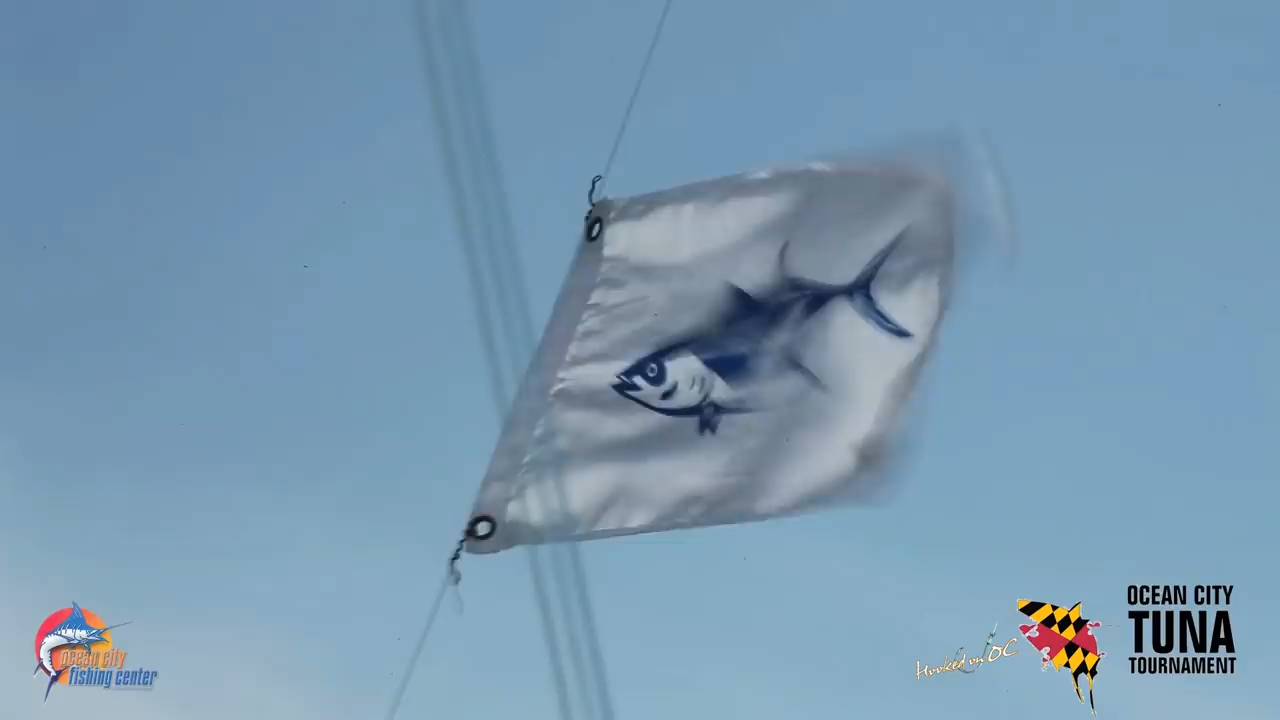 ocean city
fishing center
Hooked on OC
OCEAN CITY
TUNA
TOURNAMENT